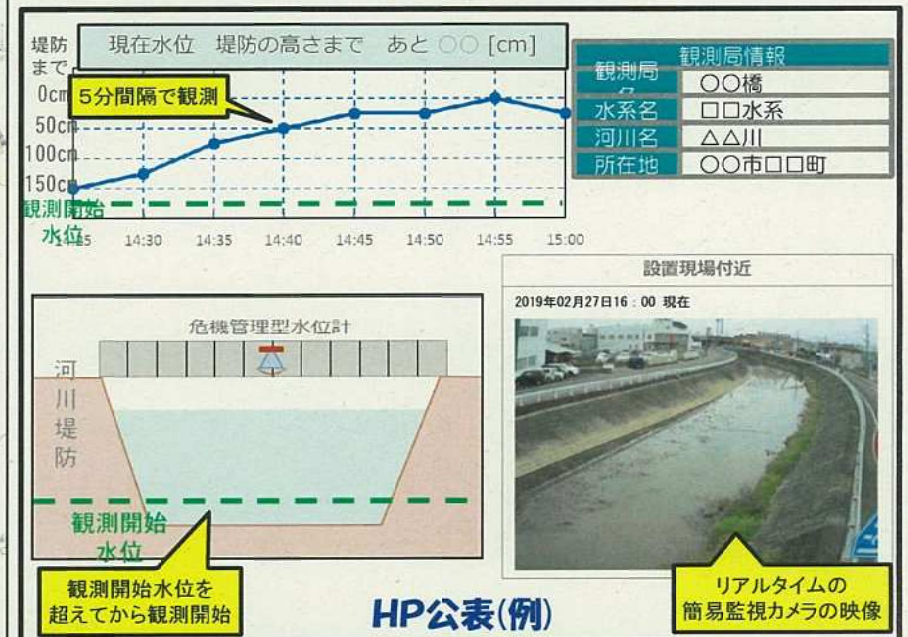 堤防
まで
現在水位 堤防の高さまで あと ○○ [cm]
0cm
50cm
100cm
150cm
5分間隔で観測
観測開始
水位
14:30
14:35
14:40
14:45
14:50
14:55
15:00
観測局情報
観測局
○○橋
水系名
□□水系
河川名
△△川
所在地
○○市□□町
危機管理型水位計
河川堤防
観測開始
水位
観測開始水位を
超えてから観測開始
設置現場付近
2019年02月27日16:00 現在
リアルタイムの
簡易監視カメラの映像
HP公表(例)